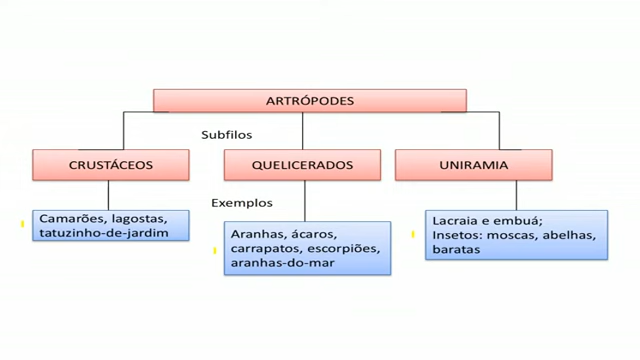 ARTRÓPODES
Subfilos
CRUSTÁCEOS
QUELICERADOS
UNIRAMIA
Exemplos
Camarões, lagostas,
tatuzinho-de-jardim
Aranhas, ácaros,
carrapatos, escorpiões,
aranhas-do-mar
Lacraia e embuá;
Insetos: moscas, abelhas,
baratas